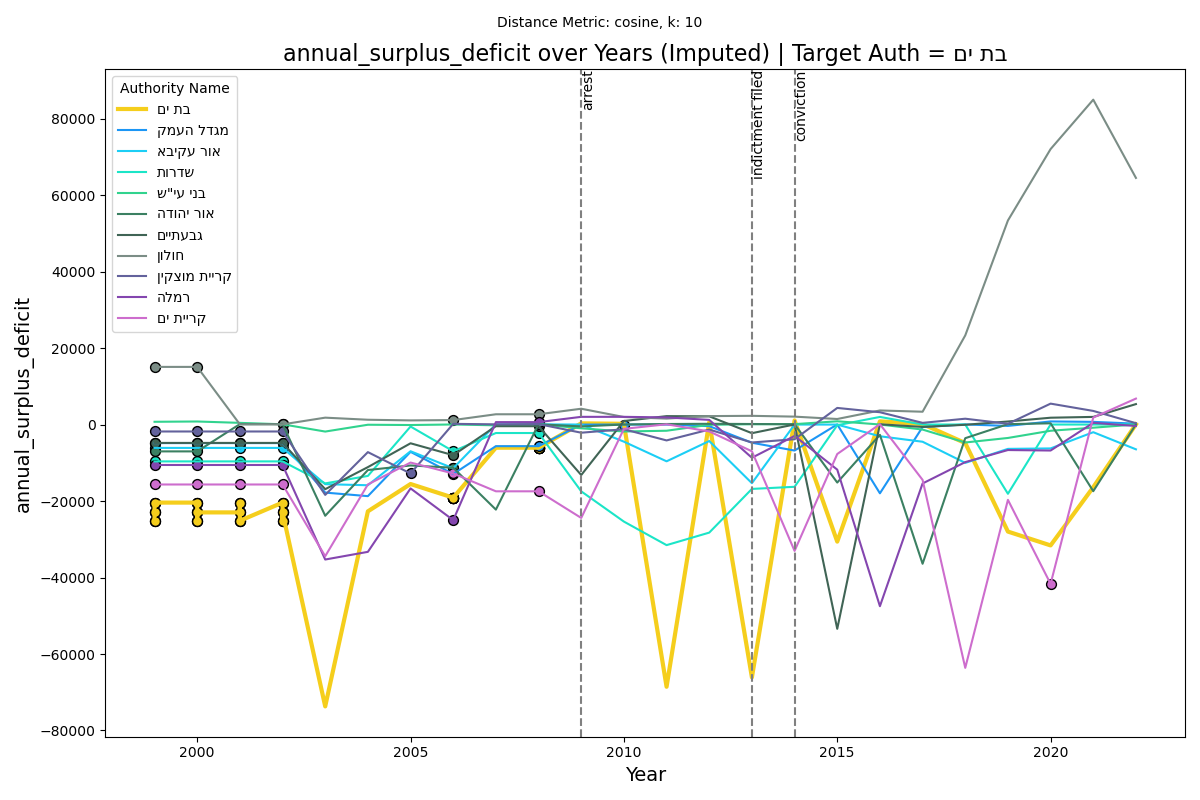 Distance Metric: cosine, k: 10
annual_surplus_deficit over Years (Imputed) | Target Auth = בת ים
Authority Name
בת ים
מגדל העמק
אור עקיבא
שדרות
בני עי"ש
אור יהודה
גבעתיים
חולון
קריית מוצקין
רמלה
קריית ים
arrest
indictment filed
conviction
annual_surplus_deficit
80000
60000
40000
20000
0
−20000
−40000
−60000
−80000
2000
2005
2010
2015
2020
Year